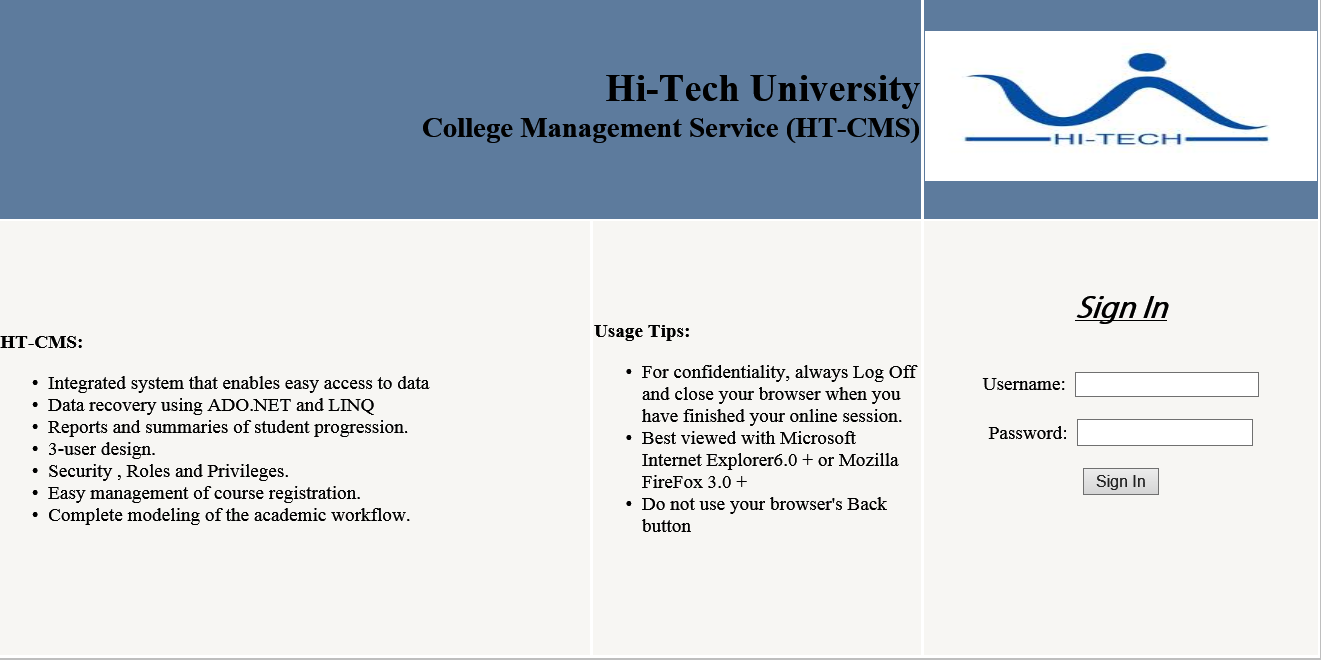 Hi-Tech University
College Management Service (HT-CMS)
HI-TECH
HT-CMS:
• Integrated system that enables easy access to data
• Data recovery using ADO.NET and LINQ
• Reports and summaries of student progression.
• 3-user design.
• Security , Roles and Privileges.
• Easy management of course registration.
• Complete modeling of the academic workflow.
Usage Tips:
• For confidentiality, always Log Off
and close your browser when you
have finished your online session.
• Best viewed with Microsoft
Internet Explorer6.0 + or Mozilla
FireFox 3.0 +
• Do not use your browser's Back
button
Sign In
Username:
Password:
Sign In